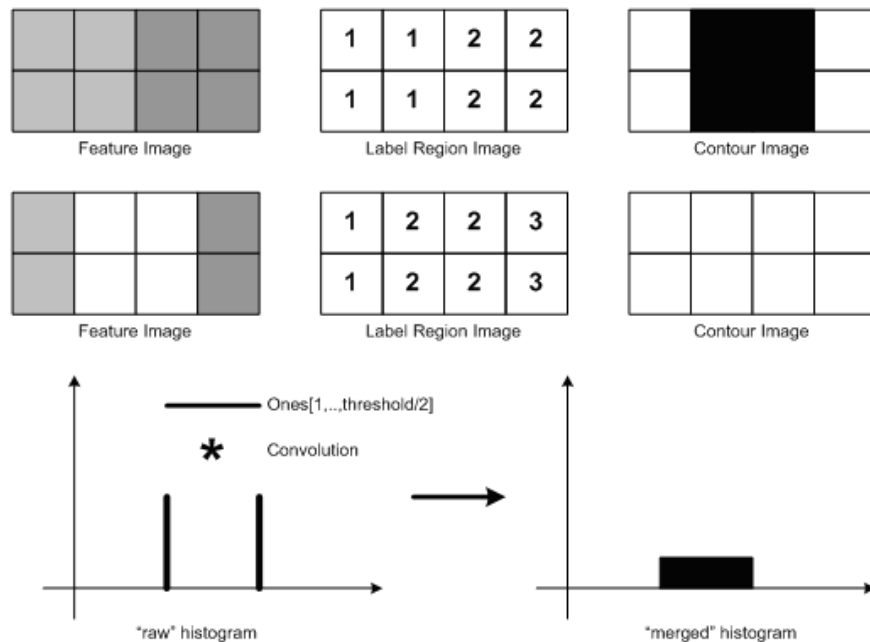 1 1 2 2
1 1 2 2
Feature Image Label Region Image Contour Image
1 2 2 3
1 2 2 3
Feature Image Label Region Image Contour Image
Ones[1,..,threshold/2]
* Convolution
"raw" histogram "merged" histogram